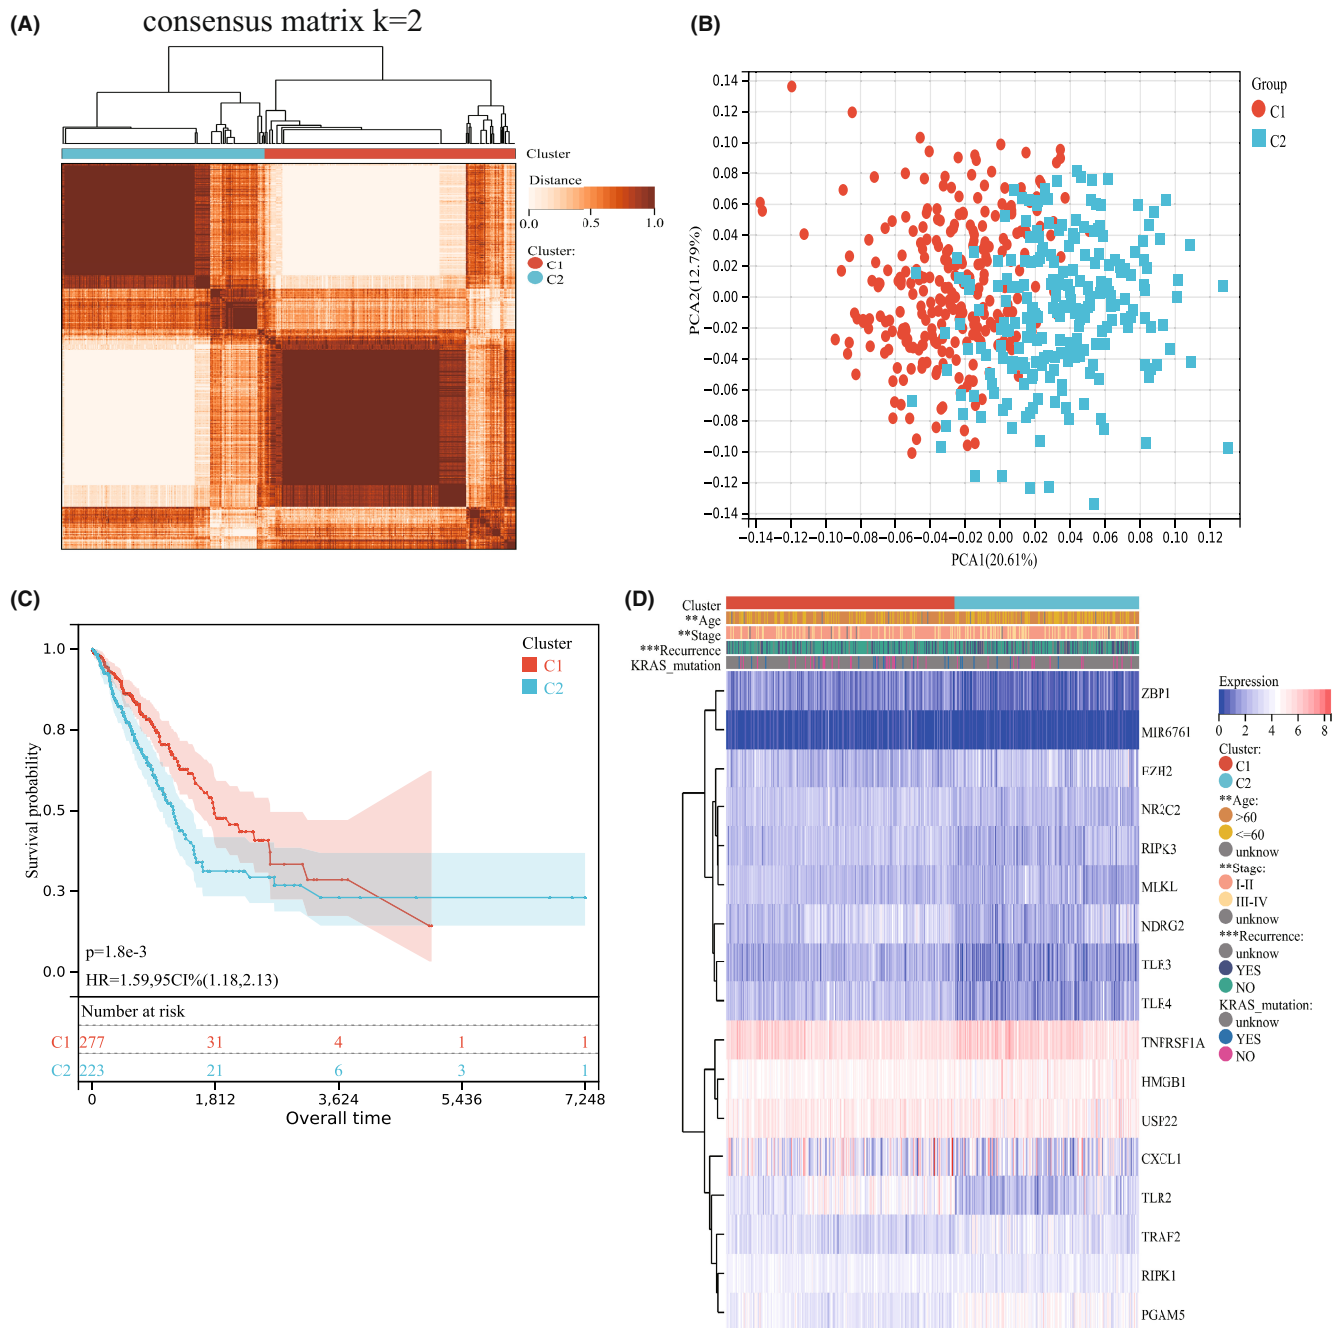 (A)
consensus matrix k=2
Cluster
Distance
0.0 0.5 1.0
Cluster:
C1
C2
(B)
0.14
0.12
0.10
0.08
0.06
0.04
0.02
0.00
−0.02
−0.04
−0.06
−0.08
−0.10
−0.12
−0.14
PCA2(12.79%)
−0.14 −0.12 −0.10 −0.08 −0.06 −0.04 −0.02 0.00 0.02 0.04 0.06 0.08 0.10 0.12
PCA1(20.61%)
Group
C1
C2
(C)
1.0
0.8
0.5
0.3
0.0
Survival probability
Cluster
C1
C2
p=1.8e-3
HR=1.59,95CI%(1.18,2.13)
Number at risk
C1 277 31 4 1 1
C2 223 21 6 3 1
0 1,812 3,624 5,436 7,248
Overall time
(D)
Cluster
**Age
**Stage
***Recurrence
KRAS_mutation
ZBP1
MIR6761
EZH2
NR2C2
RIPK3
MLKL
NDRG2
TLR3
TLR4
TNFRSF1A
HMGB1
USP22
CXCL1
TLR2
TRAF2
RIPK1
PGAM5
Expression
0 2 4 6 8
Cluster:
C1
C2
**Age:
>60
<=60
unknow
**Stage:
I-II
III-IV
unknow
***Recurrence:
unknow
YES
NO
KRAS_mutation:
unknow
YES
NO